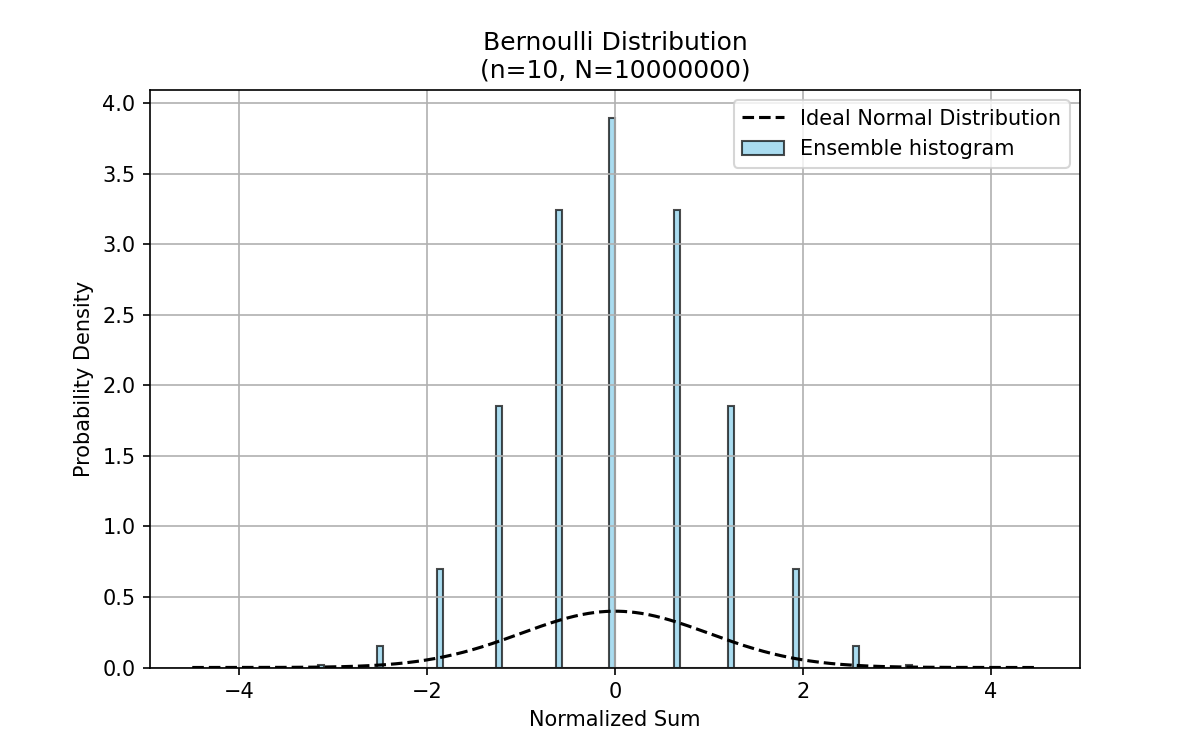 Bernoulli Distribution
(n=10, N=10000000)
Ideal Normal Distribution
Ensemble histogram
Probability Density
4.0
3.5
3.0
2.5
2.0
1.5
1.0
0.5
0.0
−4
−2
0
2
4
Normalized Sum